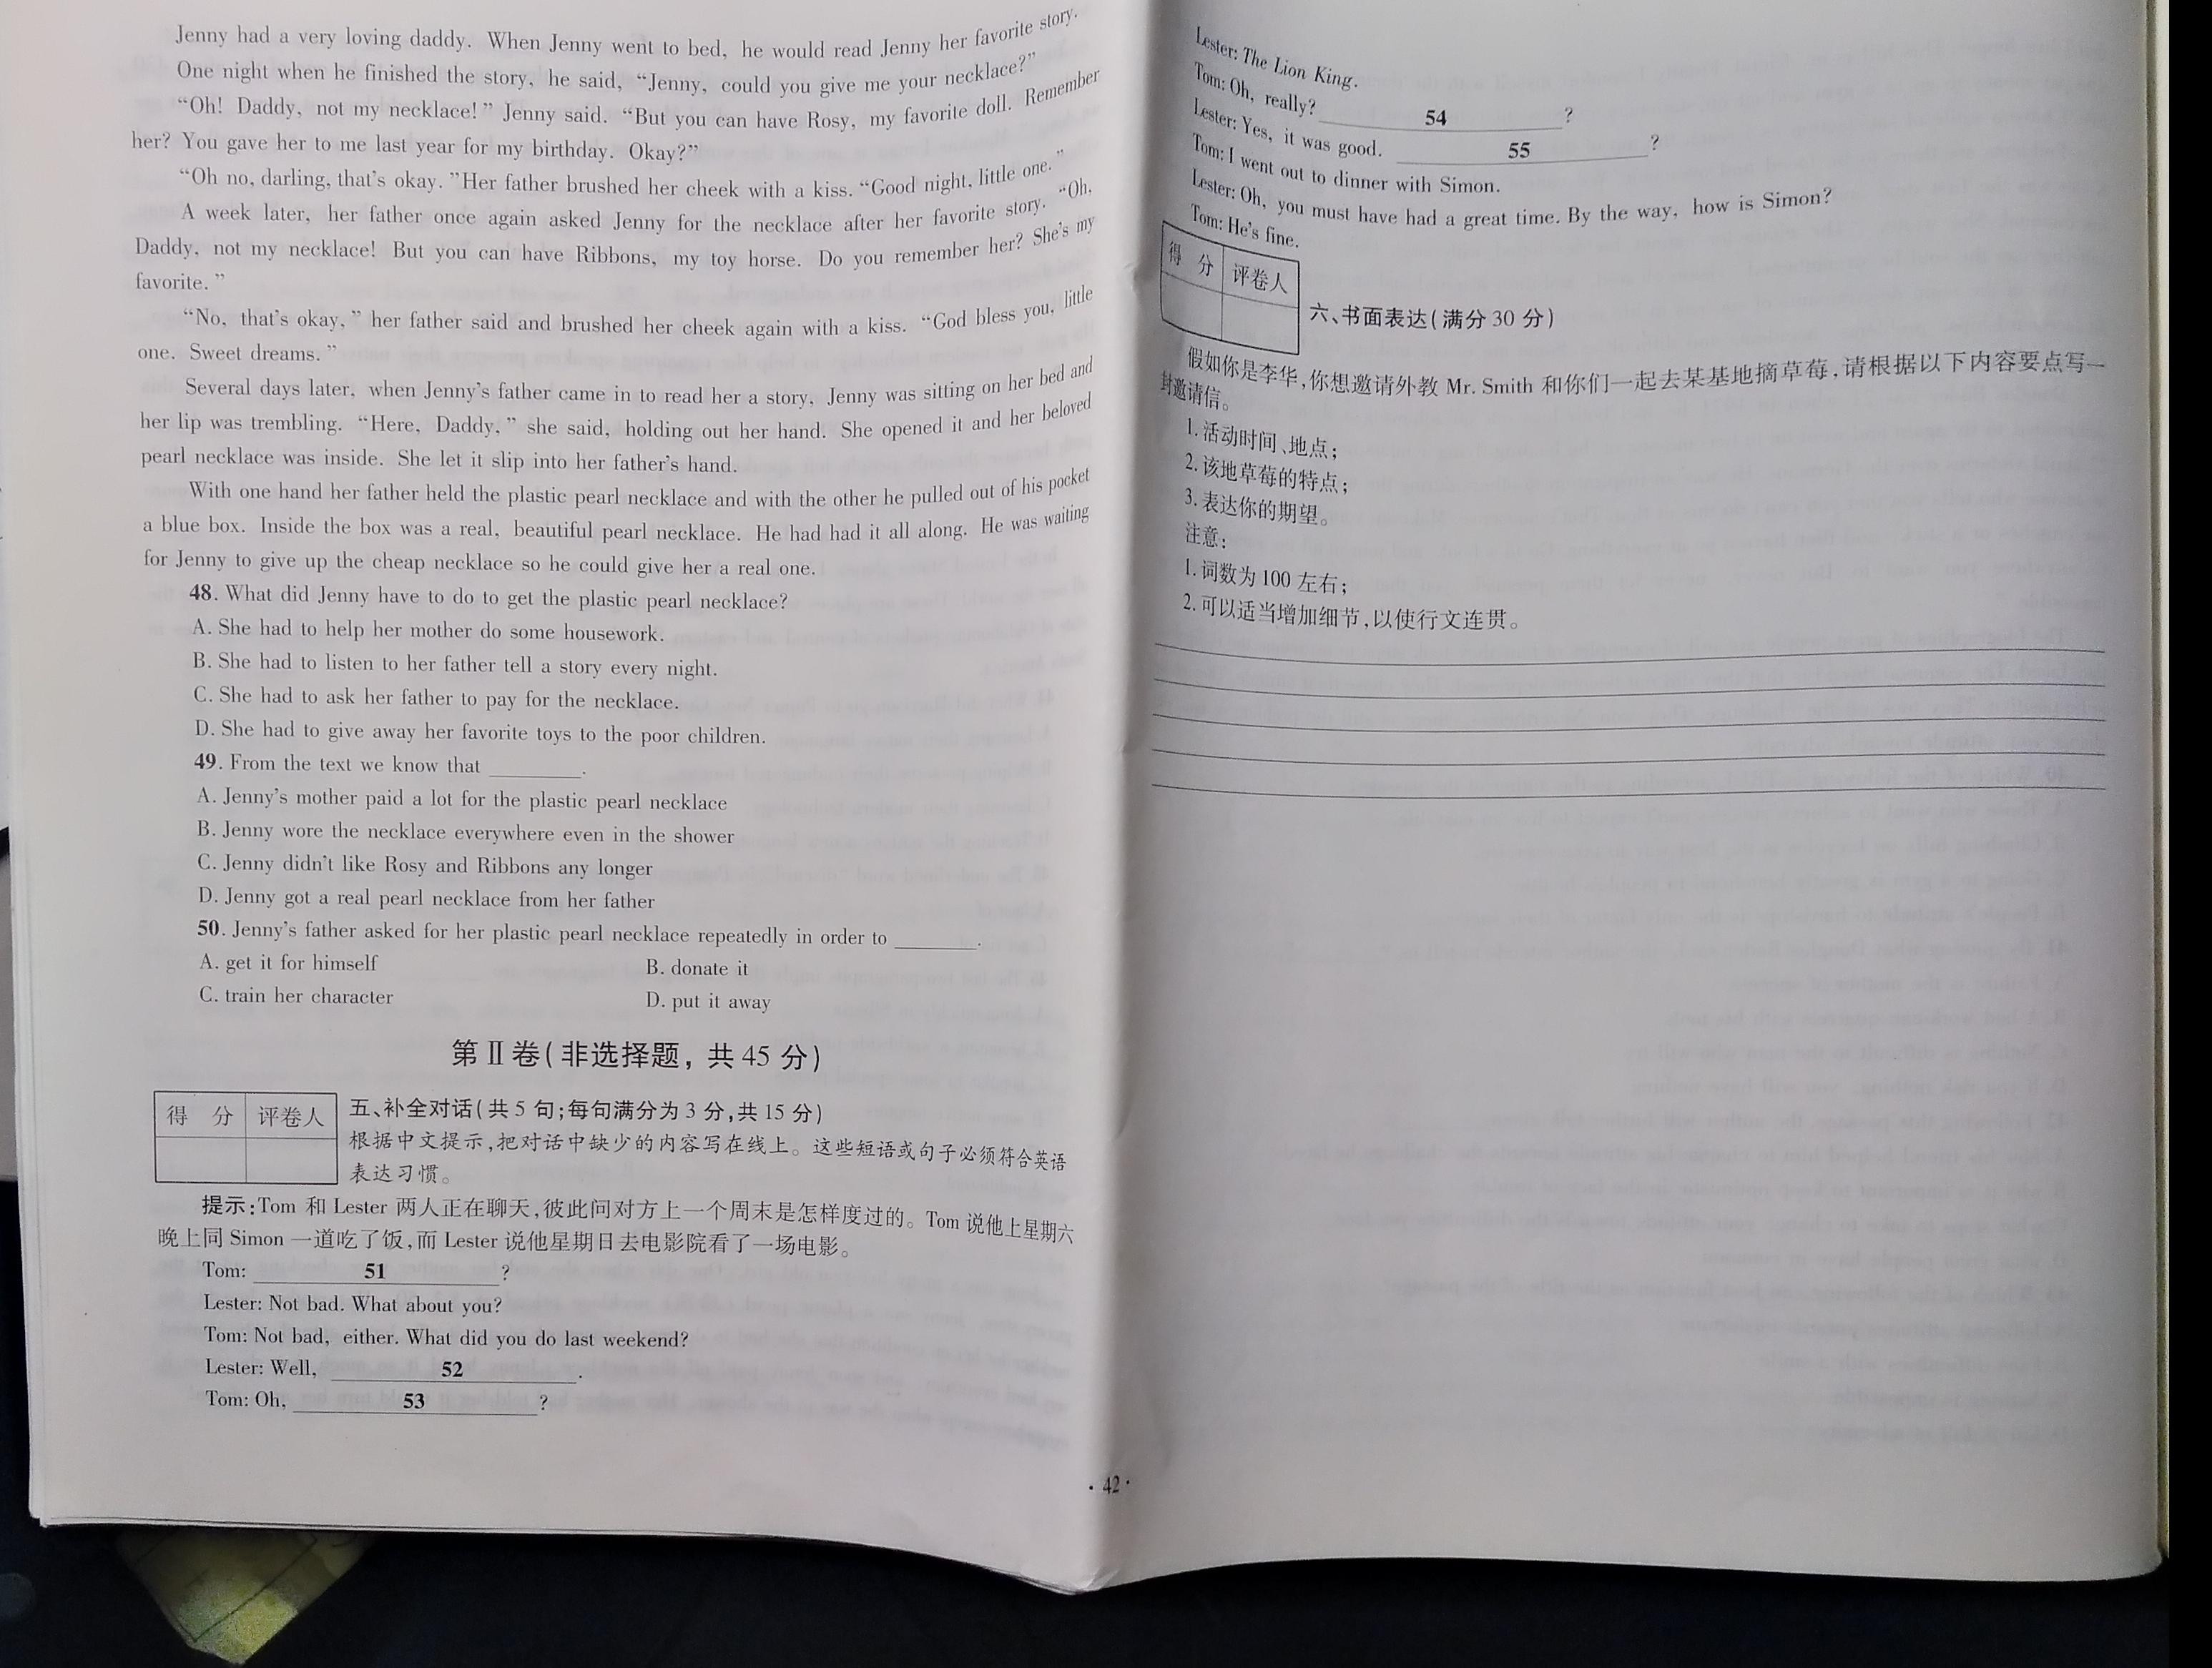 Jenny had a very loving daddy. When Jenny went to bed, he would read Jenny her favorite story.
One night when he finished the story, he said, “Jenny, could you give me your necklace?”
“Oh! Daddy, not my necklace!” Jenny said. “But you can have Rosy, my favorite doll. Remember
her? You gave her to me last year for my birthday. Okay?”
“Oh no, darling, that's okay.”Her father brushed her cheek with a kiss. “Good night, little one.”
A week later, her father once again asked Jenny for the necklace after her favorite story. “Oh,
Daddy, not my necklace! But you can have Ribbons, my toy horse. Do you remember her? She's my
favorite.”
“No, that's okay,” her father said and brushed her cheek again with a kiss. “God bless you, little
one. Sweet dreams.”
Several days later, when Jenny's father came in to read her a story, Jenny was sitting on her bed and
her lip was trembling. “Here, Daddy,” she said, holding out her hand. She opened it and her beloved
pearl necklace was inside. She let it slip into her father's hand.
With one hand her father held the plastic pearl necklace and with the other he pulled out of his pocket
a blue box. Inside the box was a real, beautiful pearl necklace. He had had it all along. He was waiting
for Jenny to give up the cheap necklace so he could give her a real one.
48. What did Jenny have to do to get the plastic pearl necklace?
A. She had to help her mother do some housework.
B. She had to listen to her father tell a story every night.
C. She had to ask her father to pay for the necklace.
D. She had to give away her favorite toys to the poor children.
49. From the text we know that ________.
A. Jenny's mother paid a lot for the plastic pearl necklace
B. Jenny wore the necklace everywhere even in the shower
C. Jenny didn't like Rosy and Ribbons any longer
D. Jenny got a real pearl necklace from her father
50. Jenny's father asked for her plastic pearl necklace repeatedly in order to ________.
A. get it for himself B. donate it
C. train her character D. put it away
第Ⅱ卷(非选择题，共45分)
得 分 评卷人
五、补全对话(共5句;每句满分为3分,共15分)
根据中文提示,把对话中缺少的内容写在线上。这些短语或句子必须符合英语
表达习惯。
提示:Tom 和 Lester 两人正在聊天,彼此问对方上一个周末是怎样度过的。Tom 说他上星期六
晚上同 Simon 一道吃了饭,而 Lester 说他星期日去电影院看了一场电影。
Tom: 51 ?
Lester: Not bad. What about you?
Tom: Not bad, either. What did you do last weekend?
Lester: Well, 52 .
Tom: Oh, 53 ?
· 42 ·
Lester: The Lion King.
Tom: Oh, really? 54 ?
Lester: Yes, it was good. 55 ?
Tom: I went out to dinner with Simon.
Lester: Oh, you must have had a great time. By the way, how is Simon?
Tom: He's fine.
得 分 评卷人
六、书面表达(满分30分)
假如你是李华,你想邀请外教 Mr. Smith 和你们一起去某基地摘草莓,请根据以下内容要点写一
封邀请信。
1.活动时间、地点;
2.该地草莓的特点;
3.表达你的期望。
注意:
1.词数为100左右;
2.可以适当增加细节,以使行文连贯。